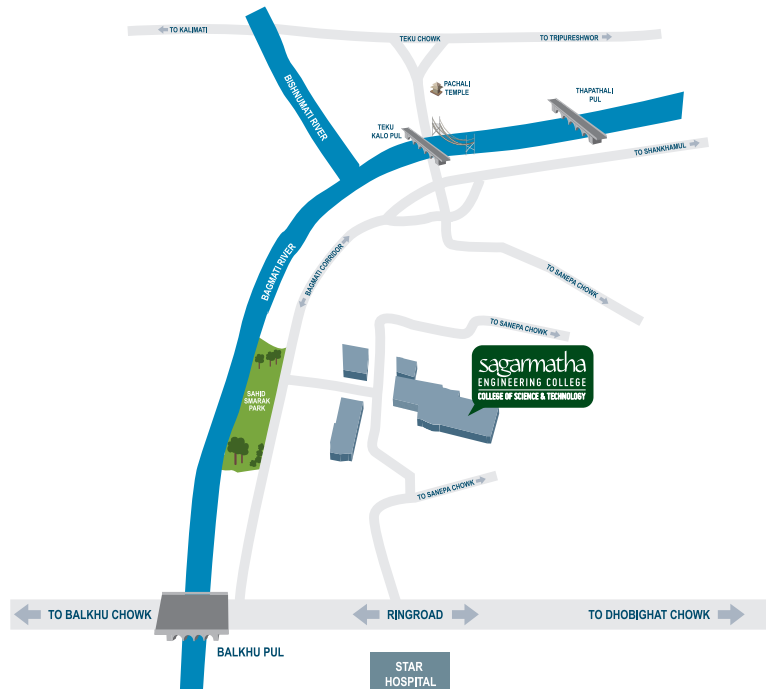 TO KALIMATI
TEKU CHOWK
TO TRIPURESHWOR
BISHNUMATI RIVER
PACHALI
TEMPLE
THAPATHALI
PUL
TEKU
KALO PUL
TO SHANKHAMUL
BAGMATI RIVER
BAGMATI CORRIDOR
TO SANEPA CHOWK
TO SANEPA CHOWK
sagarmatha
ENGINEERING COLLEGE
COLLEGE OF SCIENCE & TECHNOLOGY
SAHID
SMARAK
PARK
TO SANEPA CHOWK
TO BALKHU CHOWK
RINGROAD
TO DHOBIGHAT CHOWK
BALKHU PUL
STAR
HOSPITAL